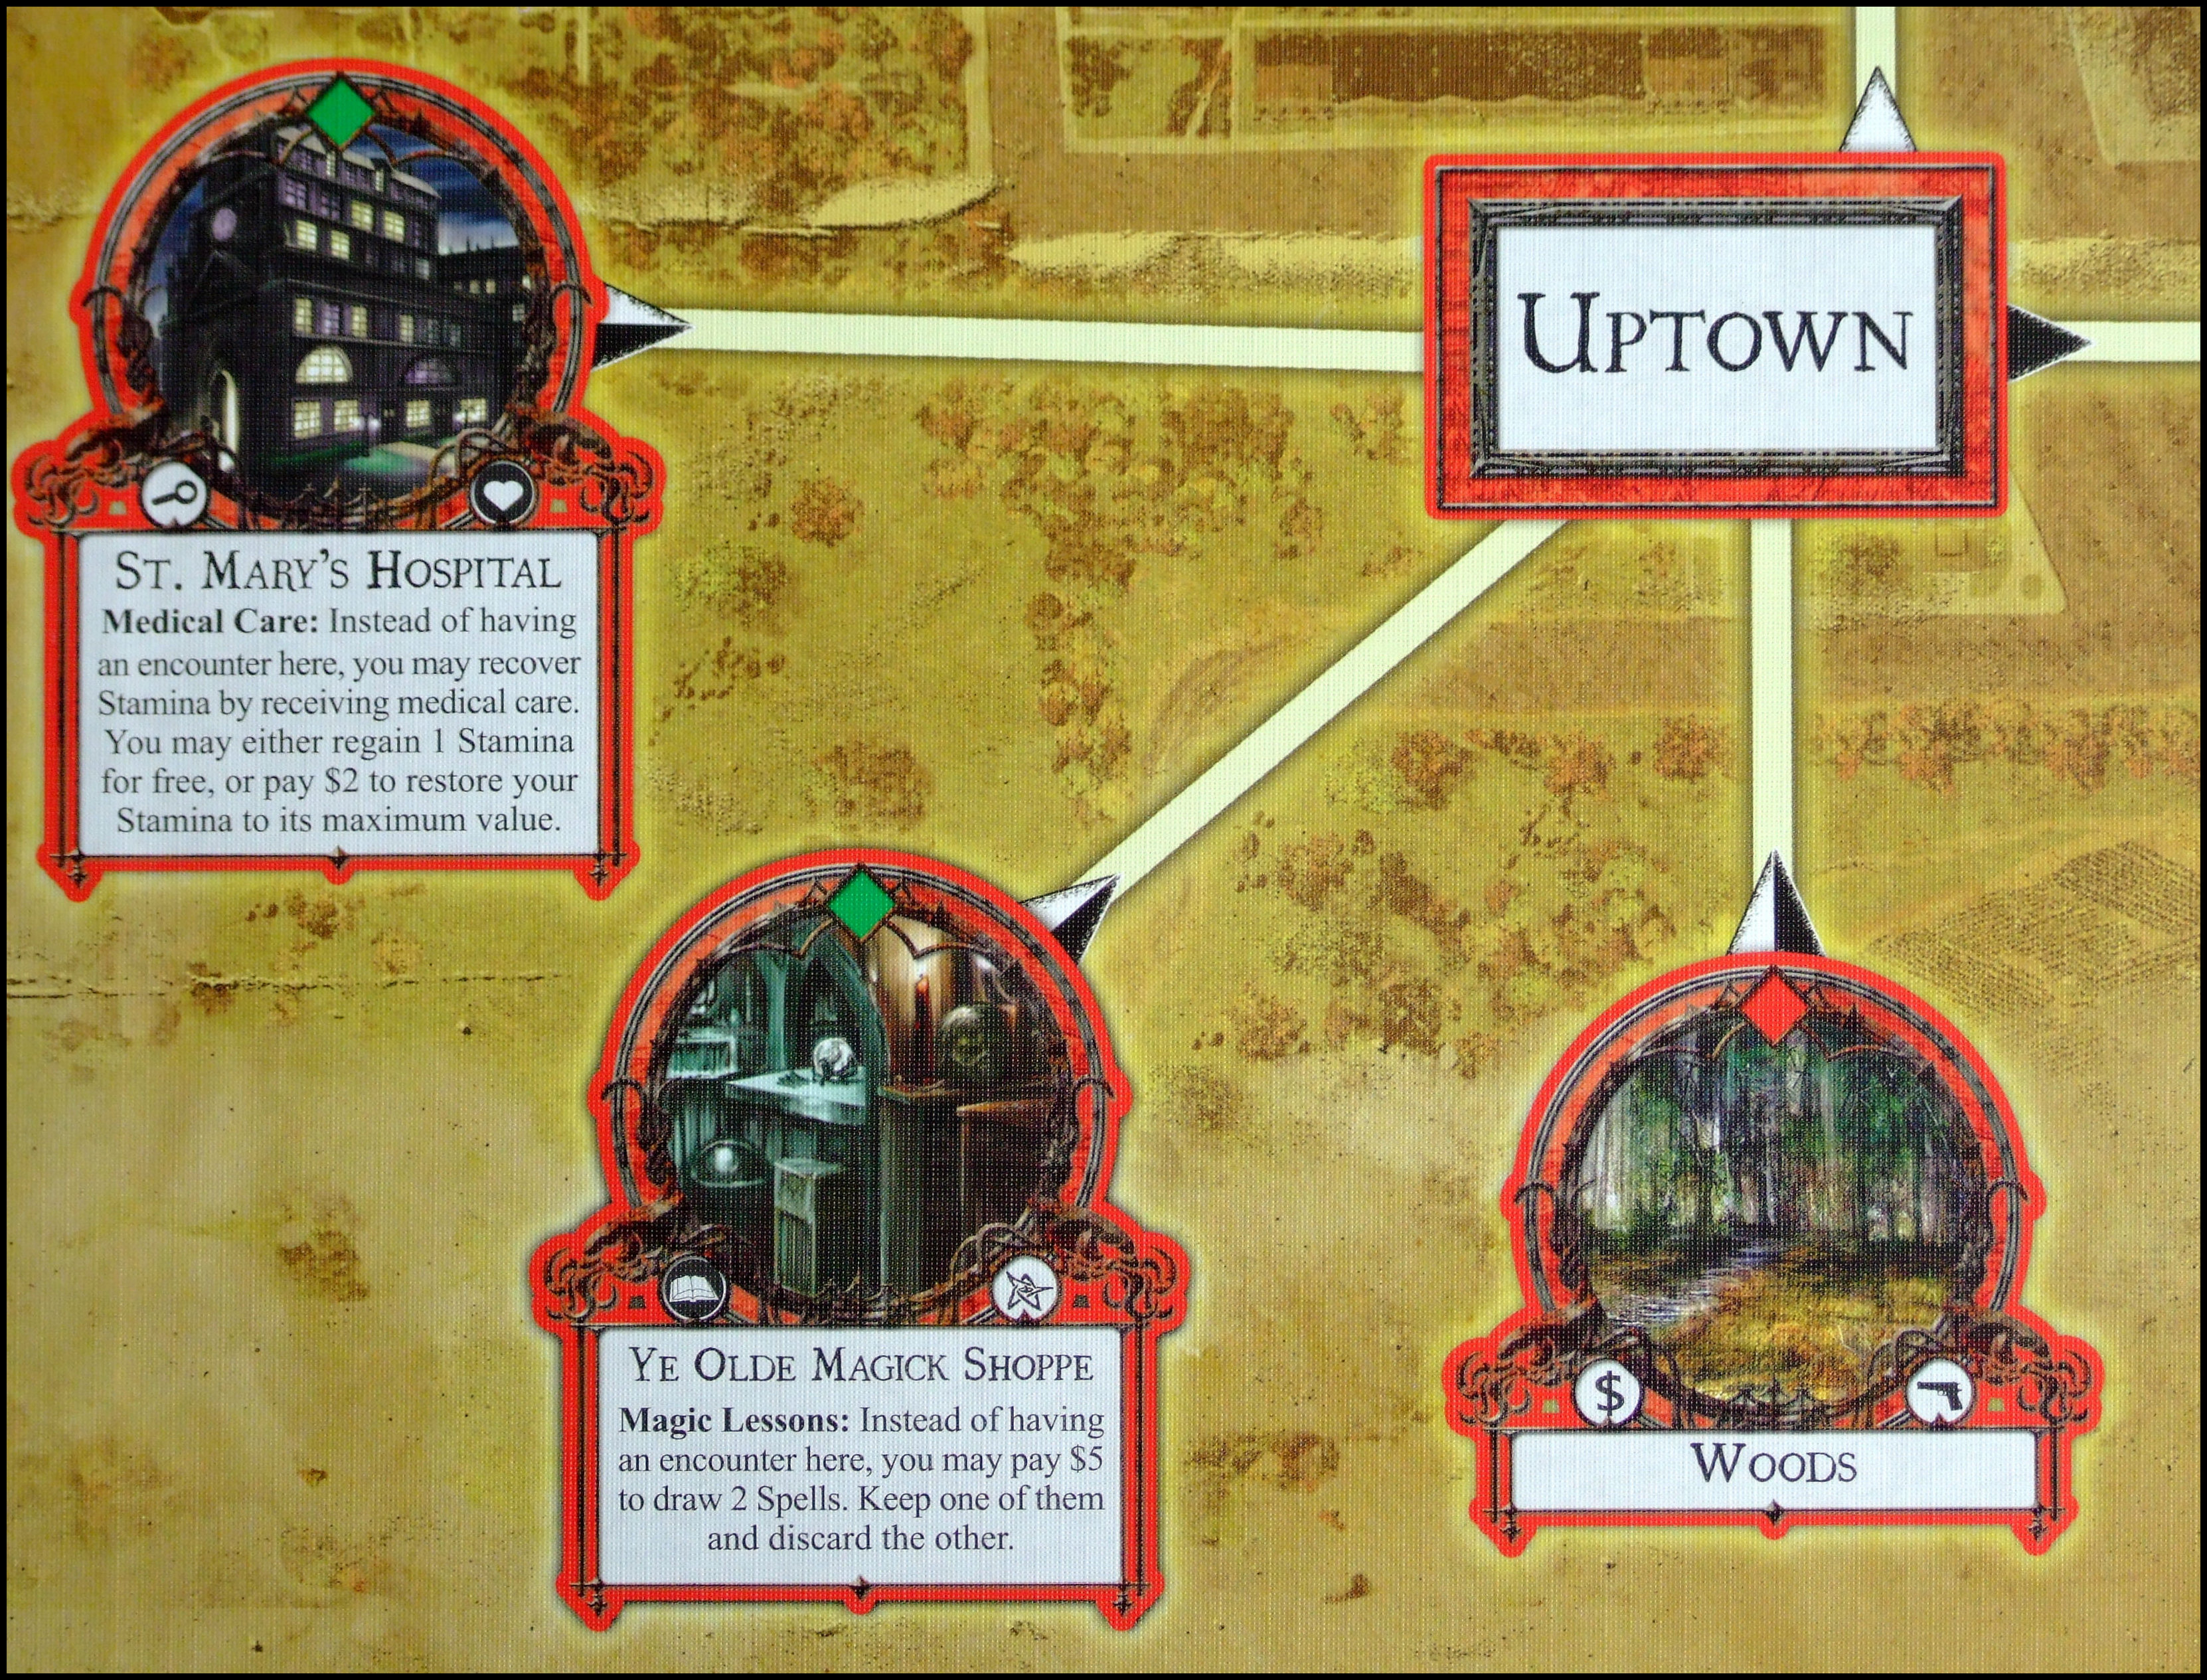 UPTOWN
ST. MARY'S HOSPITAL
Medical Care: Instead of having
an encounter here, you may recover
Stamina by receiving medical care.
You may either regain 1 Stamina
for free, or pay $2 to restore your
Stamina to its maximum value.
YE OLDE MAGICK SHOPPE
Magic Lessons: Instead of having
an encounter here, you may pay $5
to draw 2 Spells. Keep one of them
and discard the other.
$
WOODS